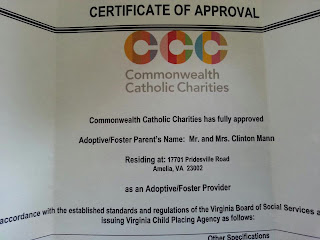 CERTIFICATE OF APPROVAL
CCC
Commonwealth
Catholic Charities
Commonwealth Catholic Charities has fully approved
Adoptive/Foster Parent's Name: Mr. and Mrs. Clinton Mann
Residing at: 17701 Pridesville Road
Amelia, VA 23002
as an Adoptive/Foster Provider
accordance with the established standards and regulations of the Virginia Board of Social Services a
issuing Virginia Child Placing Agency as follows:
Other Specifications